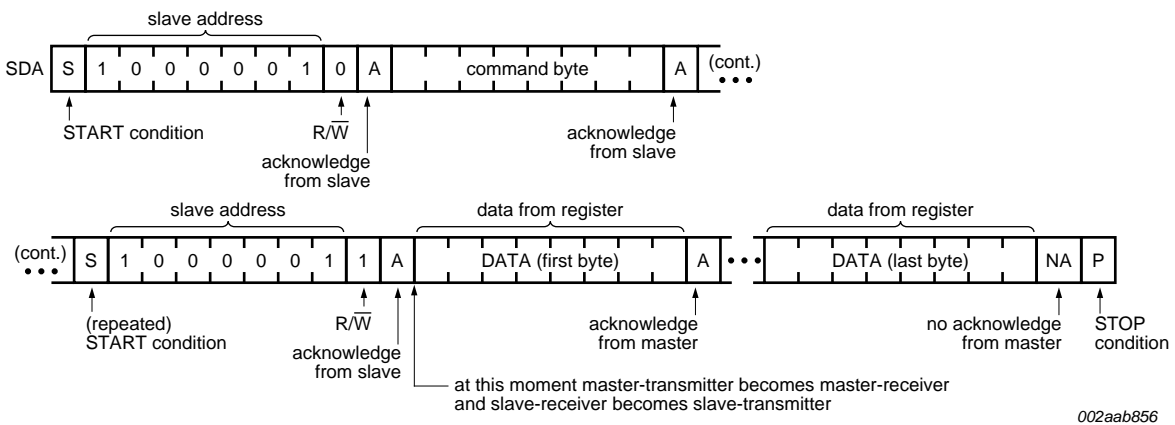 slave address
SDA S 1 0 0 0 0 0 1 0 A command byte A (cont.)
START condition R/W̅ acknowledge from slave acknowledge from slave
slave address data from register data from register
(cont.) S 1 0 0 0 0 0 1 1 A DATA (first byte) A DATA (last byte) NA P
(repeated) START condition R/W̅ acknowledge from slave acknowledge from master no acknowledge from master STOP condition
at this moment master-transmitter becomes master-receiver
and slave-receiver becomes slave-transmitter
002aab856